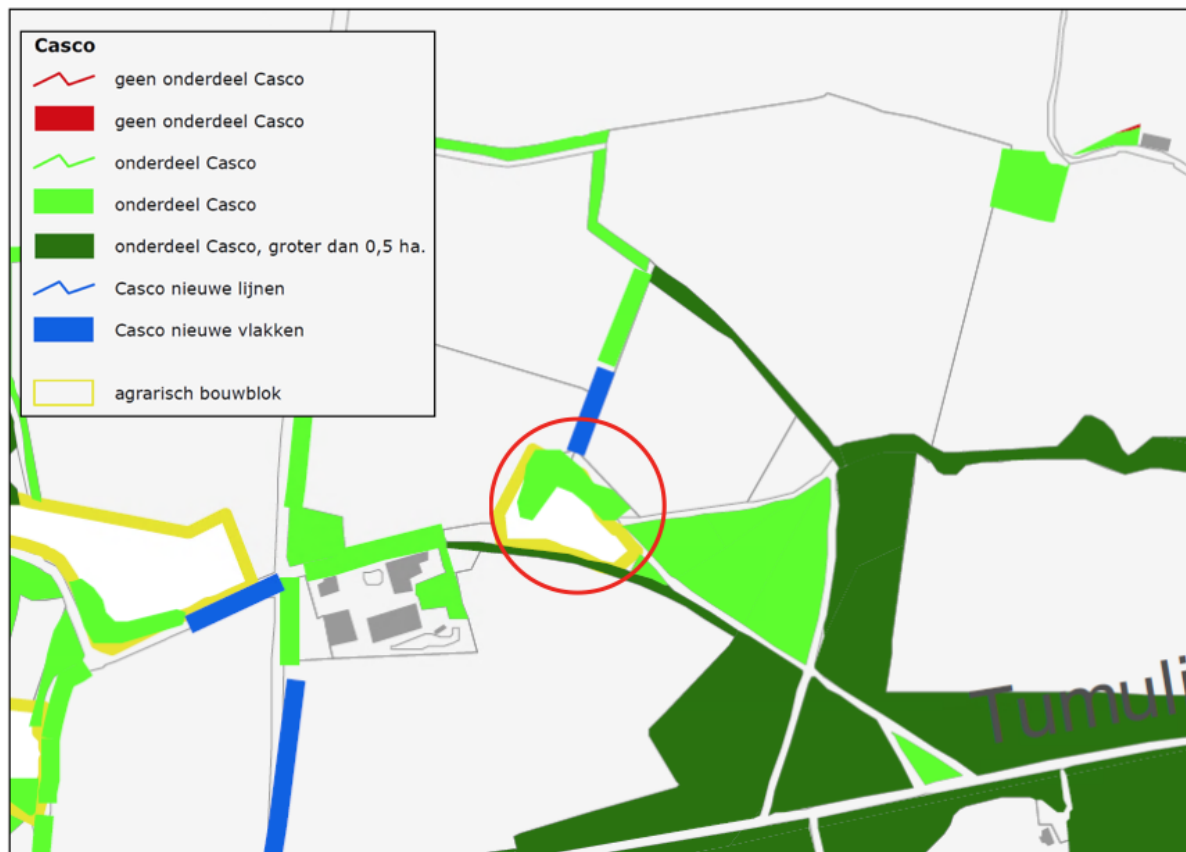 Casco
geen onderdeel Casco
geen onderdeel Casco
onderdeel Casco
onderdeel Casco
onderdeel Casco, groter dan 0,5 ha.
Casco nieuwe lijnen
Casco nieuwe vlakken
agrarisch bouwblok
Tumuli